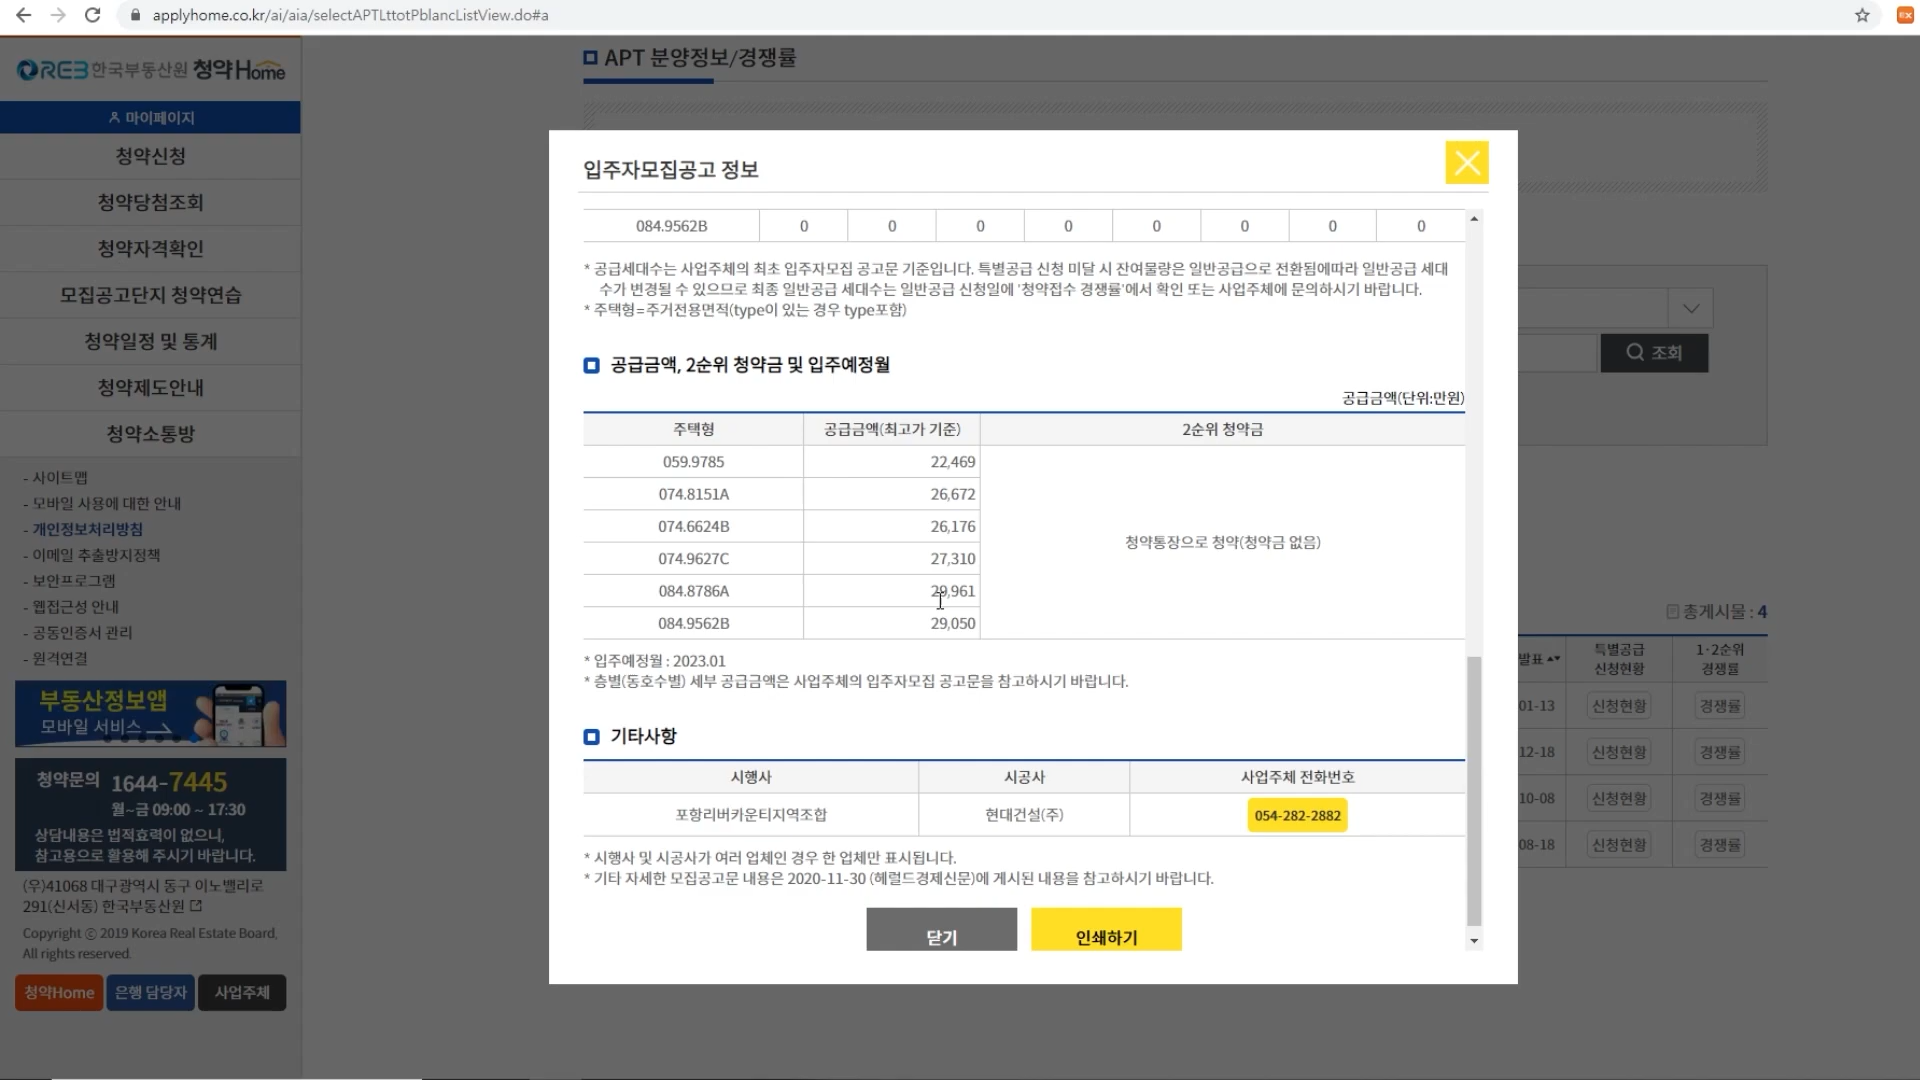 applyhome.co.kr/ai/aia/selectAPTLttotPblancListView.do#a
REB 한국부동산원 청약Home
마이페이지
청약신청
청약당첨조회
청약자격확인
모집공고단지 청약연습
청약일정 및 통계
청약제도안내
청약소통방
- 사이트맵
- 모바일 사용에 대한 안내
- 개인정보처리방침
- 이메일 추출방지정책
- 보안프로그램
- 웹접근성 안내
- 공동인증서 관리
- 원격연결
부동산정보앱
모바일 서비스
청약문의 1644-7445
월~금 09:00 ~ 17:30
상담내용은 법적효력이 없으니,
참고용으로 활용해 주시기 바랍니다.
(우)41068 대구광역시 동구 이노밸리로
291(신서동) 한국부동산원
Copyright ⓒ 2019 Korea Real Estate Board,
All rights reserved.
청약Home 은행 담당자 사업주체
APT 분양정보/경쟁률
입주자모집공고 정보
084.9562B 0 0 0 0 0 0 0 0
* 공급세대수는 사업주체의 최초 입주자모집 공고문 기준입니다. 특별공급 신청 미달 시 잔여물량은 일반공급으로 전환됨에따라 일반공급 세대
수가 변경될 수 있으므로 최종 일반공급 세대수는 일반공급 신청일에 '청약접수 경쟁률'에서 확인 또는 사업주체에 문의하시기 바랍니다.
* 주택형=주거전용면적(type이 있는 경우 type포함)
공급금액, 2순위 청약금 및 입주예정월
공급금액(단위:만원)
주택형 공급금액(최고가 기준) 2순위 청약금
059.9785 22,469
074.8151A 26,672
074.6624B 26,176
청약통장으로 청약(청약금 없음)
074.9627C 27,310
084.8786A 29,961
084.9562B 29,050
* 입주예정월 : 2023.01
* 층별(동호수별) 세부 공급금액은 사업주체의 입주자모집 공고문을 참고하시기 바랍니다.
기타사항
시행사 시공사 사업주체 전화번호
포항리버카운티지역조합 현대건설(주) 054-282-2882
* 시행사 및 시공사가 여러 업체인 경우 한 업체만 표시됩니다.
* 기타 자세한 모집공고문 내용은 2020-11-30 (헤럴드경제신문)에 게시된 내용을 참고하시기 바랍니다.
닫기 인쇄하기
조회
총게시물 : 4
발표 특별공급 신청현황 1·2순위 경쟁률
01-13 신청현황 경쟁률
12-18 신청현황 경쟁률
10-08 신청현황 경쟁률
08-18 신청현황 경쟁률